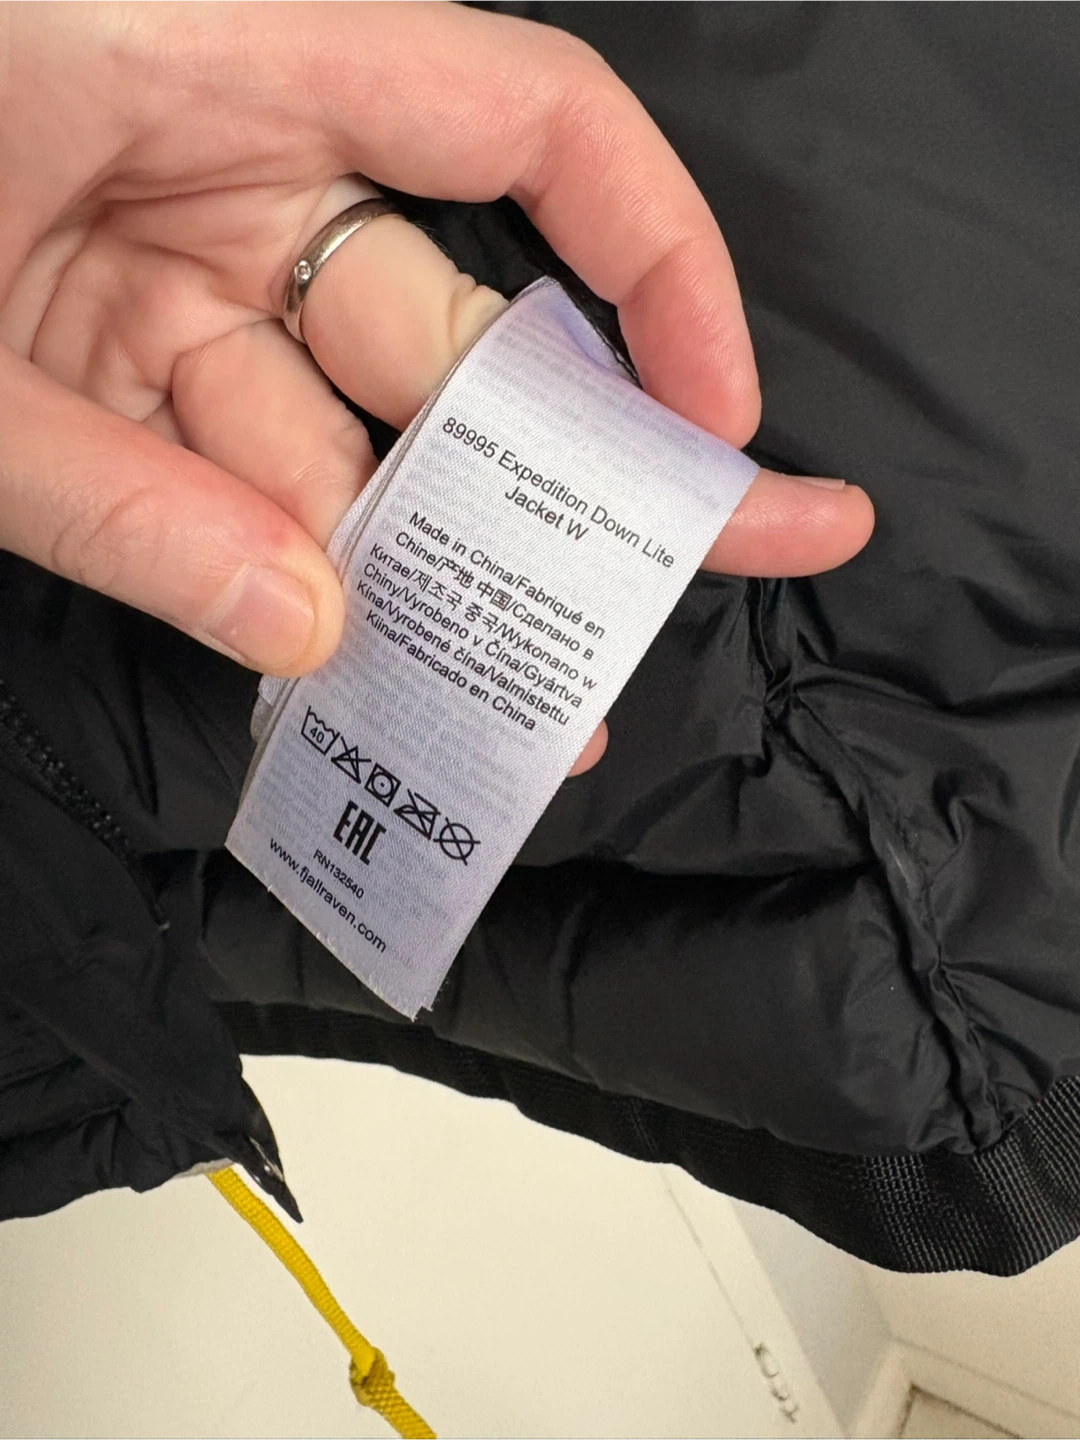 89995 Expedition Down Lite
Jacket W
Made in China/Fabriqué en
Chine/产地 中国/Сделано в
Китае/제조국 중국/Wykonano w
Chiny/Vyrobeno v Čína/Gyártva
Kína/Vyrobené čína/Valmistettu
Kiina/Fabricado en China
40
EAC
RN132540
www.fjallraven.com